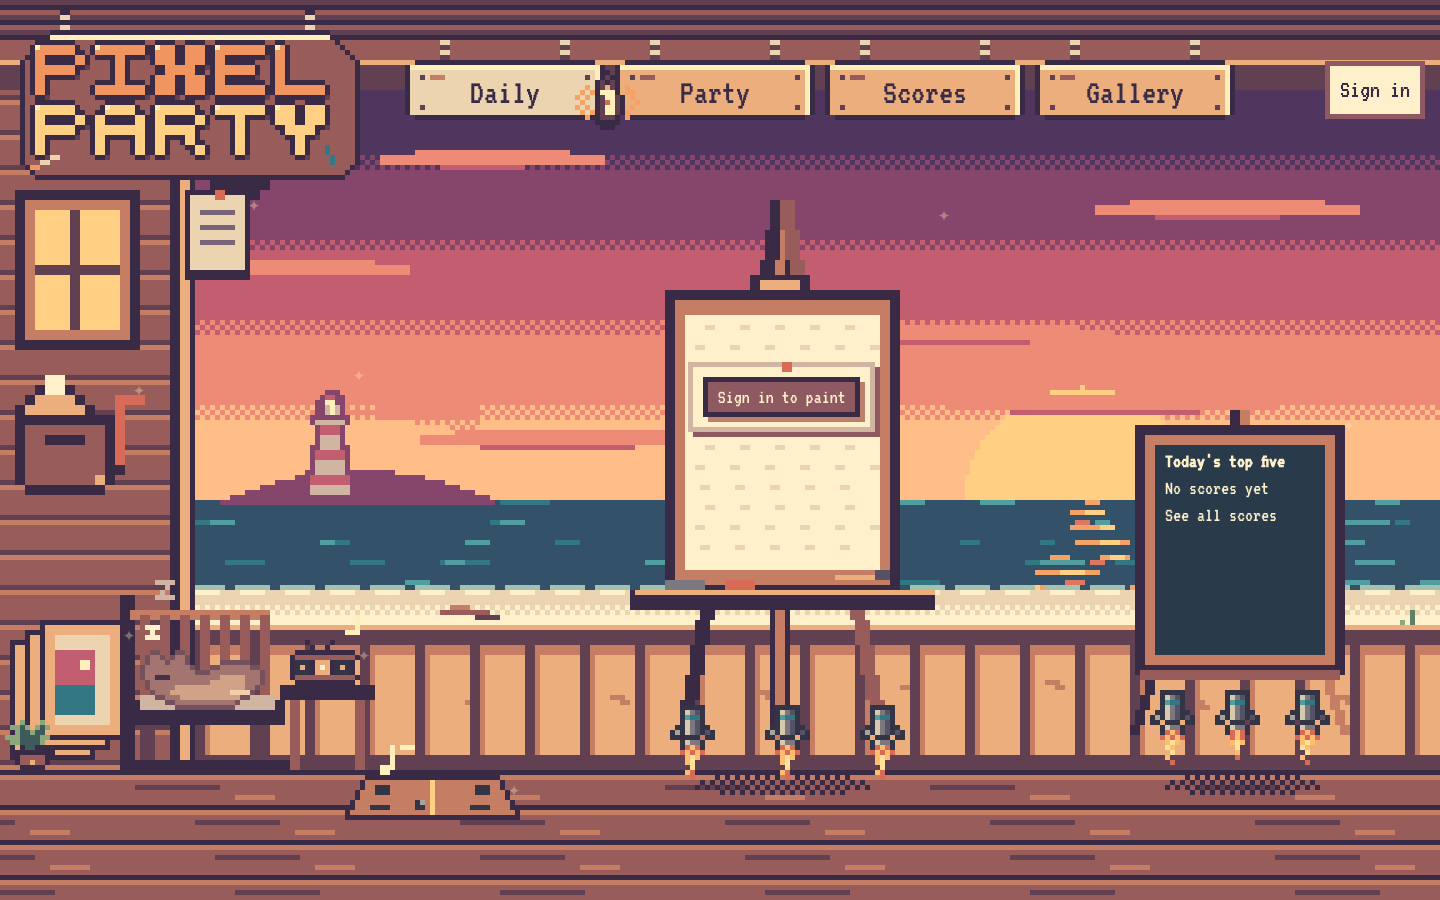 PIXEL
PARTY
Daily
Party
Scores
Gallery
Sign in
Sign in to paint
Today's top five
No scores yet
See all scores